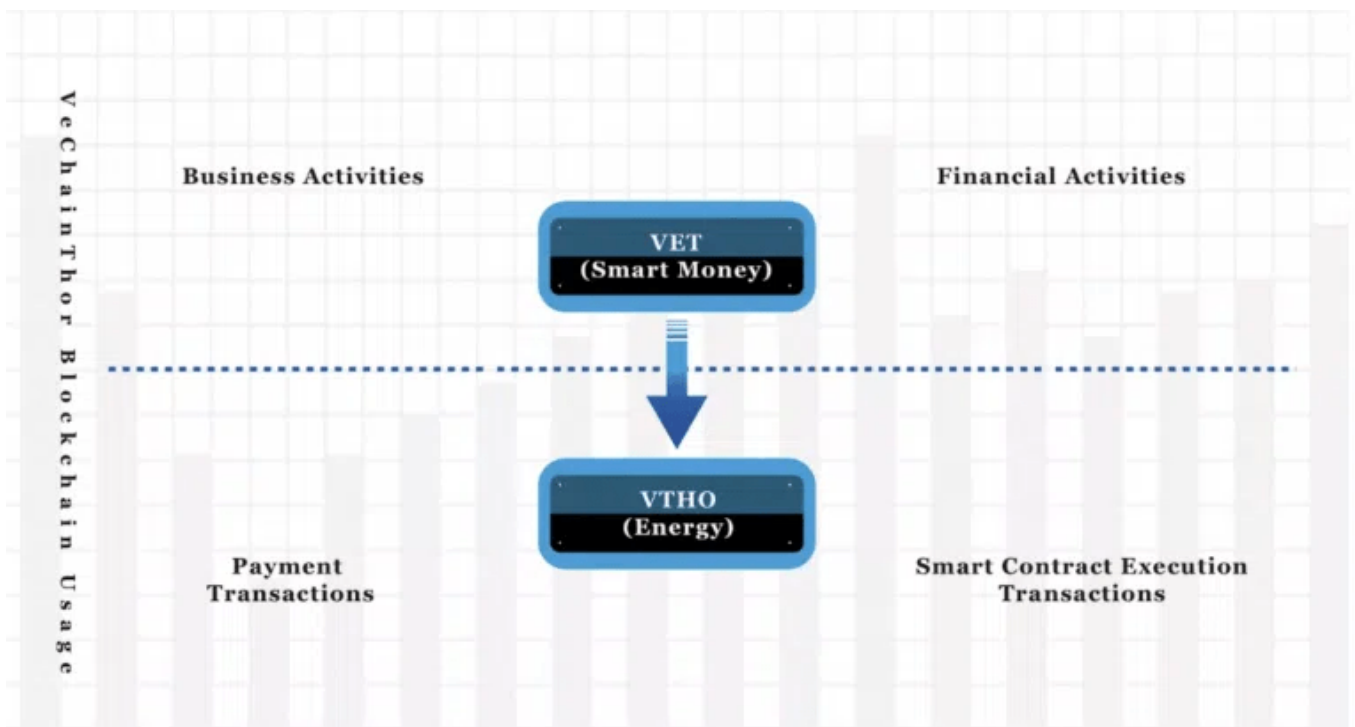 VeChainThor Blockchain Usage
Business Activities
Financial Activities
VET
(Smart Money)
VTHO
(Energy)
Payment
Transactions
Smart Contract Execution
Transactions